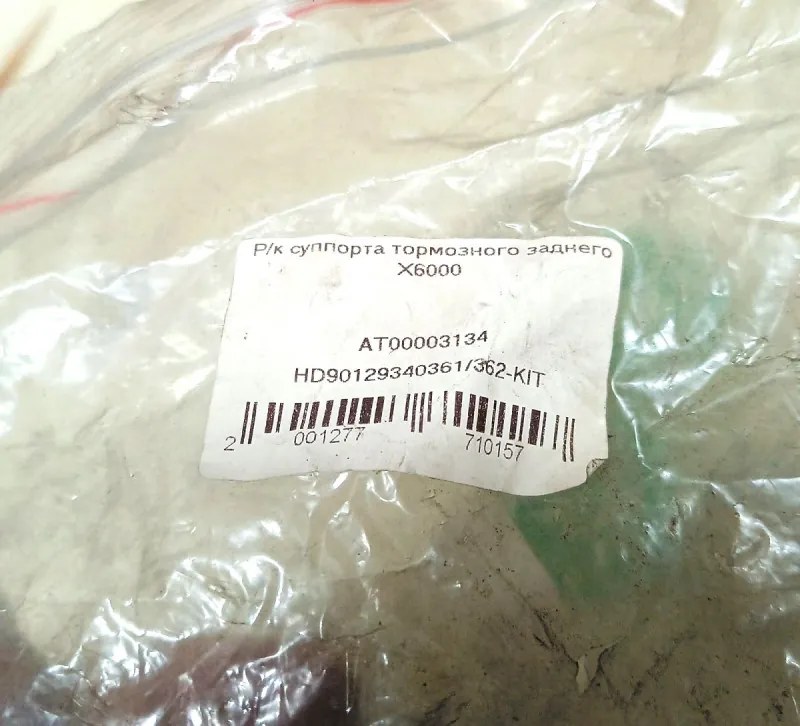 Р/к суппорта тормозного заднего
X6000
AT00003134
HD90129340361/362-KIT
2 001277 710157